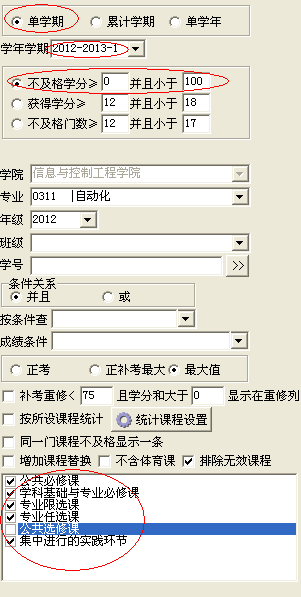 单学期 累计学期 单学年
学年学期 2012-2013-1
不及格学分≥ 0 并且小于 100
获得学分≥ 12 并且小于 18
不及格门数≥ 12 并且小于 17
学院 信息与控制工程学院
专业 0311 |自动化
年级 2012
班级
学号 >>
条件关系
并且 或
按条件查
成绩条件
正考 正补考最大 最大值
补考重修< 75 且学分和大于 0 显示在重修列
按所设课程统计 统计课程设置
同一门课程不及格显示一条
增加课程替换 不含体育课 排除无效课程
公共必修课
学科基础与专业必修课
专业限选课
专业任选课
公共选修课
集中进行的实践环节